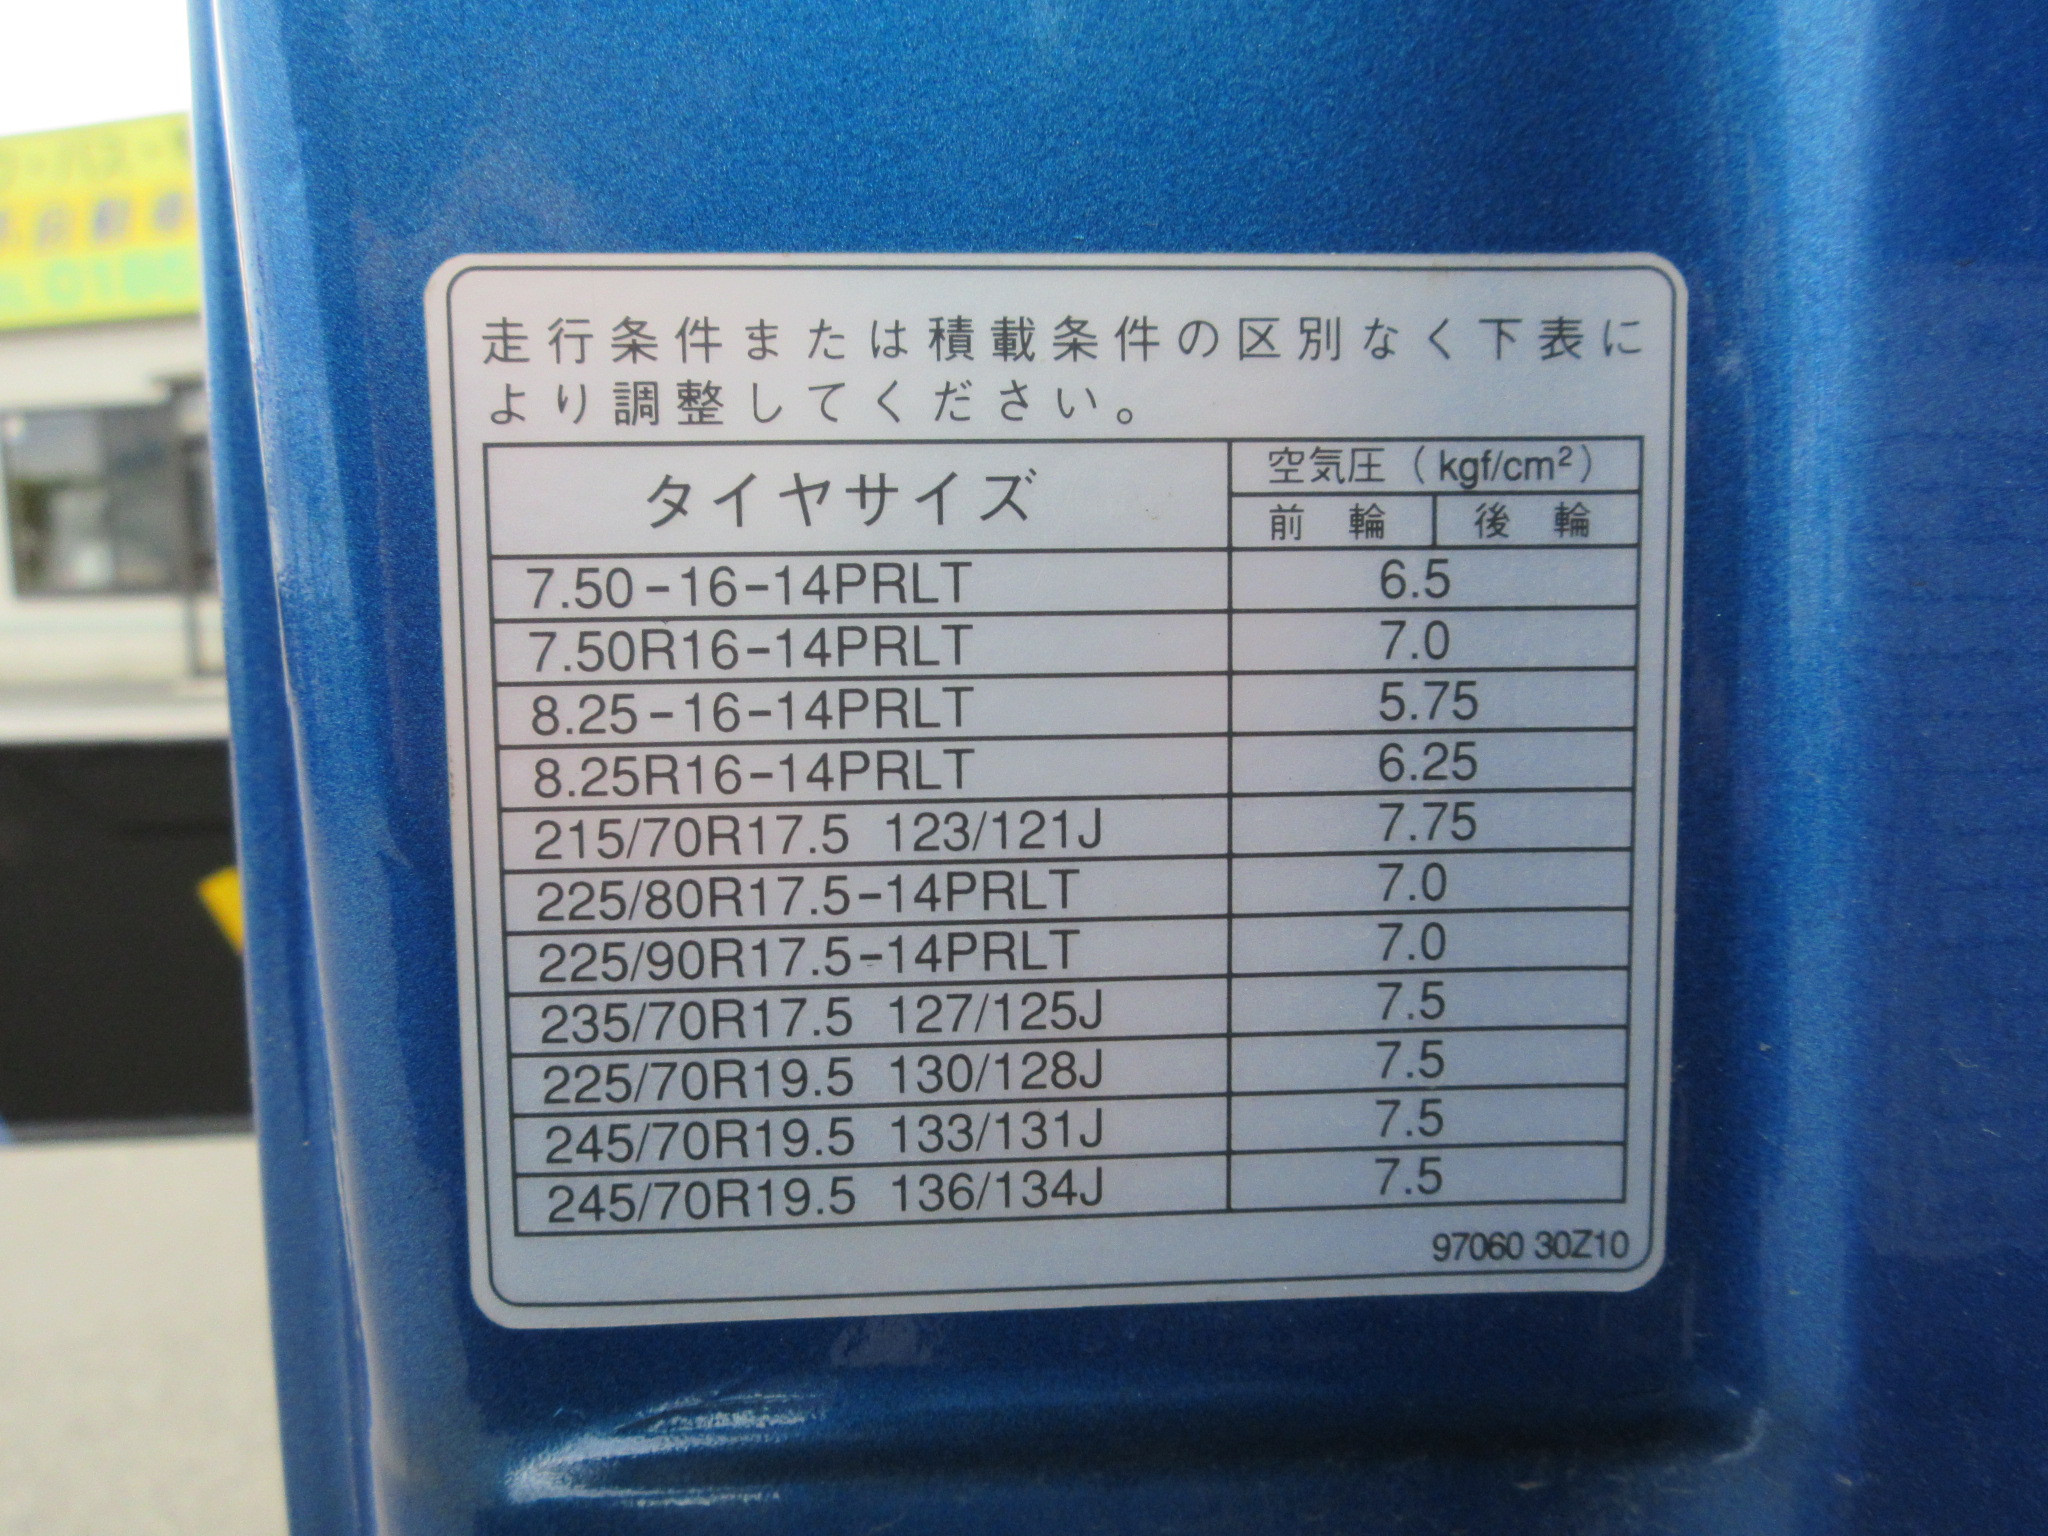 走行条件または積載条件の区別なく下表に
より調整してください。
タイヤサイズ 空気圧（kgf/cm²）
前輪 後輪
7.50-16-14PRLT 6.5
7.50R16-14PRLT 7.0
8.25-16-14PRLT 5.75
8.25R16-14PRLT 6.25
215/70R17.5 123/121J 7.75
225/80R17.5-14PRLT 7.0
225/90R17.5-14PRLT 7.0
235/70R17.5 127/125J 7.5
225/70R19.5 130/128J 7.5
245/70R19.5 133/131J 7.5
245/70R19.5 136/134J 7.5
97060 30Z10